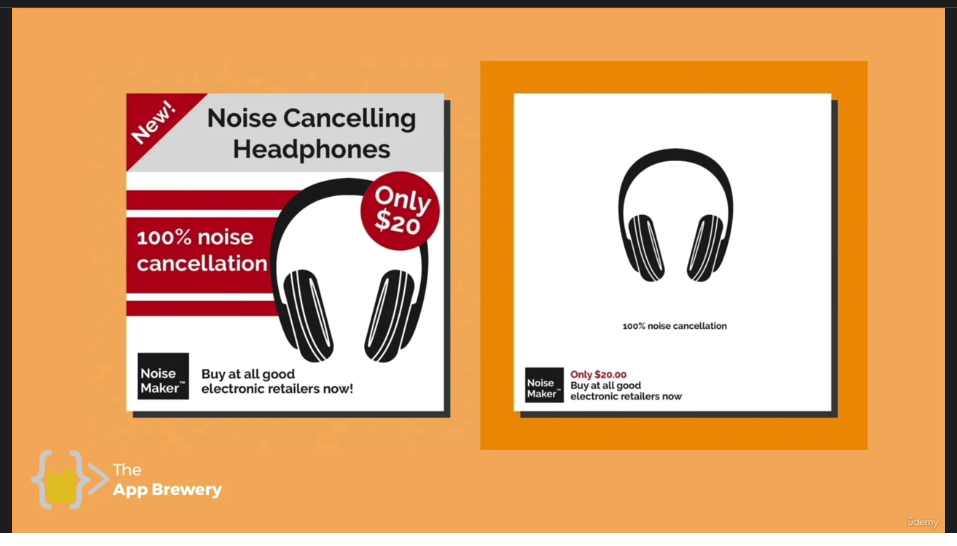 New!
Noise Cancelling
Headphones
Only
$20
100% noise
cancellation
Noise
Maker™
Buy at all good
electronic retailers now!
100% noise cancellation
Noise
Maker™
Only $20.00
Buy at all good
electronic retailers now
The
App Brewery
udemy